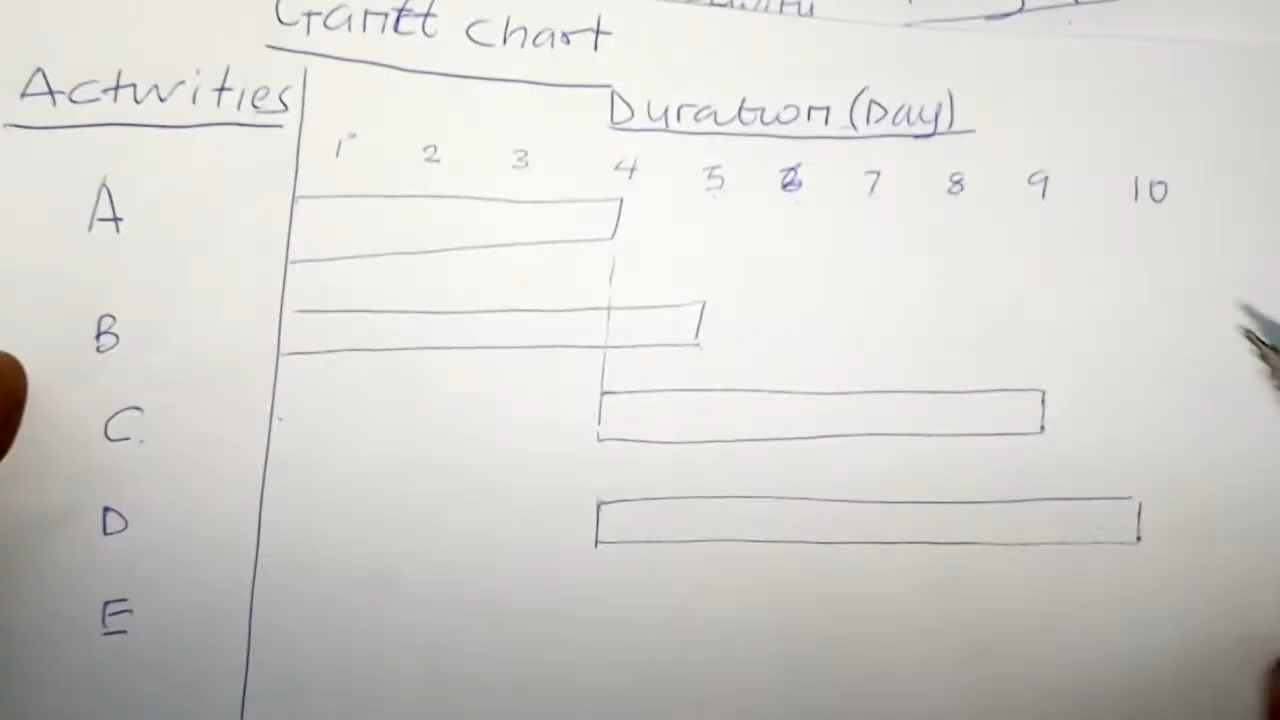 Gantt Chart
Activities
Duration (Day)
1 2 3 4 5 6 7 8 9 10
A
B
C.
D
E